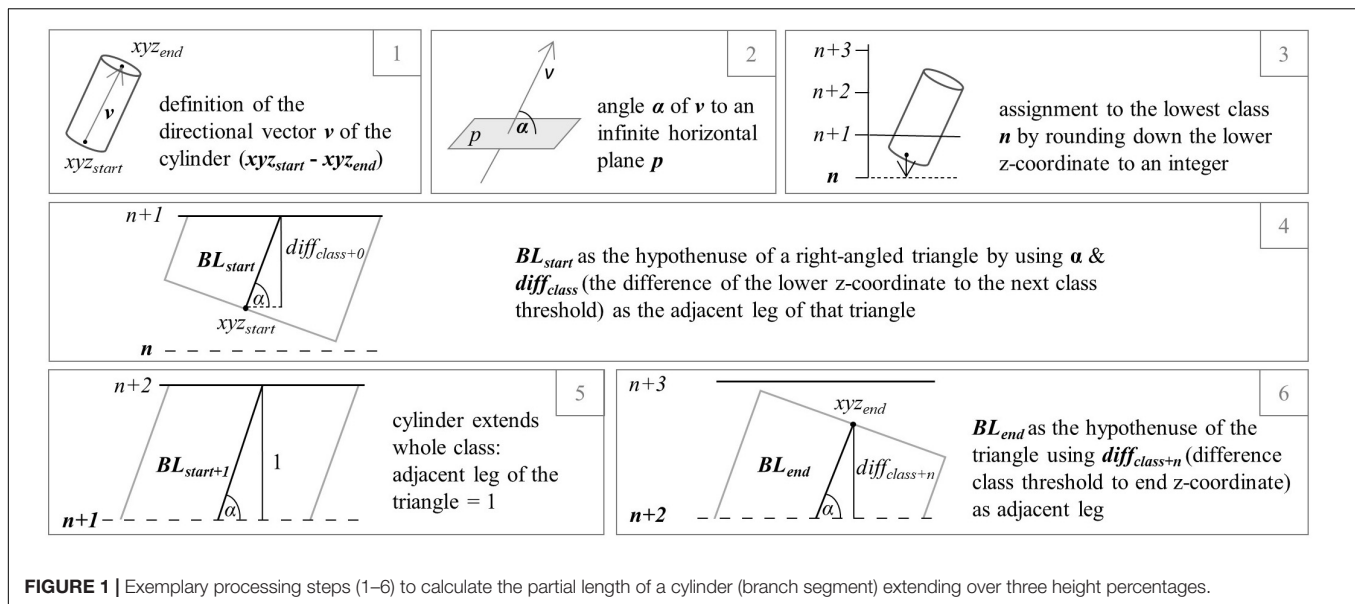 1
xyz_end
v
xyz_start
definition of the
directional vector v of the
cylinder (xyz_start - xyz_end)
2
v
α
p
angle α of v to an
infinite horizontal
plane p
3
n+3
n+2
n+1
n
assignment to the lowest class
n by rounding down the lower
z-coordinate to an integer
4
n+1
BL_start
diff_class+0
α
xyz_start
n
BL_start as the hypothenuse of a right-angled triangle by using α &
diff_class (the difference of the lower z-coordinate to the next class
threshold) as the adjacent leg of that triangle
5
n+2
BL_start+1
1
α
n+1
cylinder extends
whole class:
adjacent leg of the
triangle = 1
6
n+3
xyz_end
BL_end
diff_class+n
α
n+2
BL_end as the hypothenuse of the
triangle using diff_class+n (difference
class threshold to end z-coordinate)
as adjacent leg
FIGURE 1 | Exemplary processing steps (1–6) to calculate the partial length of a cylinder (branch segment) extending over three height percentages.